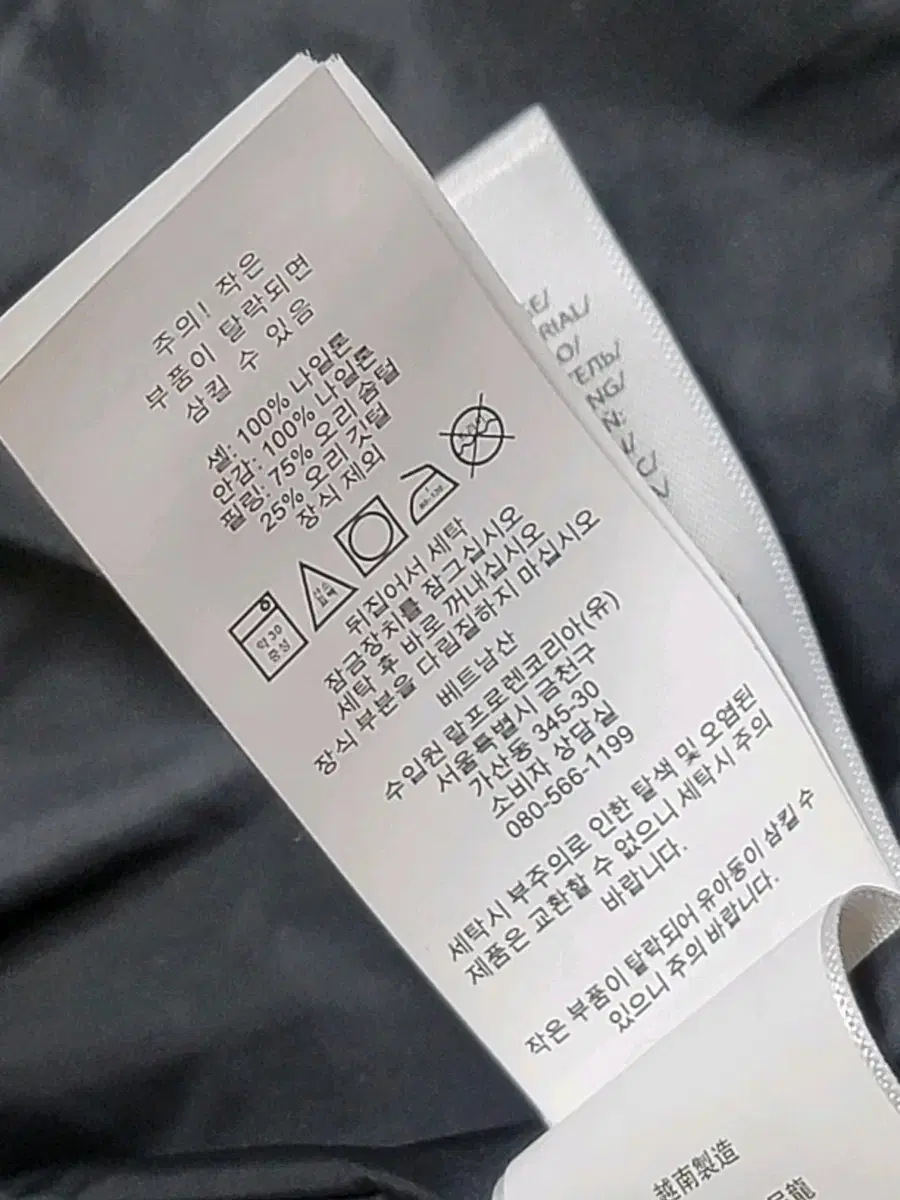 주의! 작은
부품이 탈락되면
삼킬 수 있음
셸: 100% 나일론
안감: 100% 나일론
필링: 75% 오리 솜털
25% 오리 깃털
장식 제외
약 30
중성
뒤집어서 세탁
잠금장치를 잠그십시오
세탁 후 바로 꺼내십시오
장식 부분을 다림질하지 마십시오
베트남산
수입원 랄프로렌코리아(유)
서울특별시 금천구
가산동 345-30
소비자 상담실
080-566-1199
세탁시 부주의로 인한 탈색 및 오염된
제품은 교환할 수 없으니 세탁시 주의
바랍니다.
작은 부품이 탈락되어 유아동이 삼킬 수
있으니 주의 바랍니다.
RIAL/
NG/
越南製造